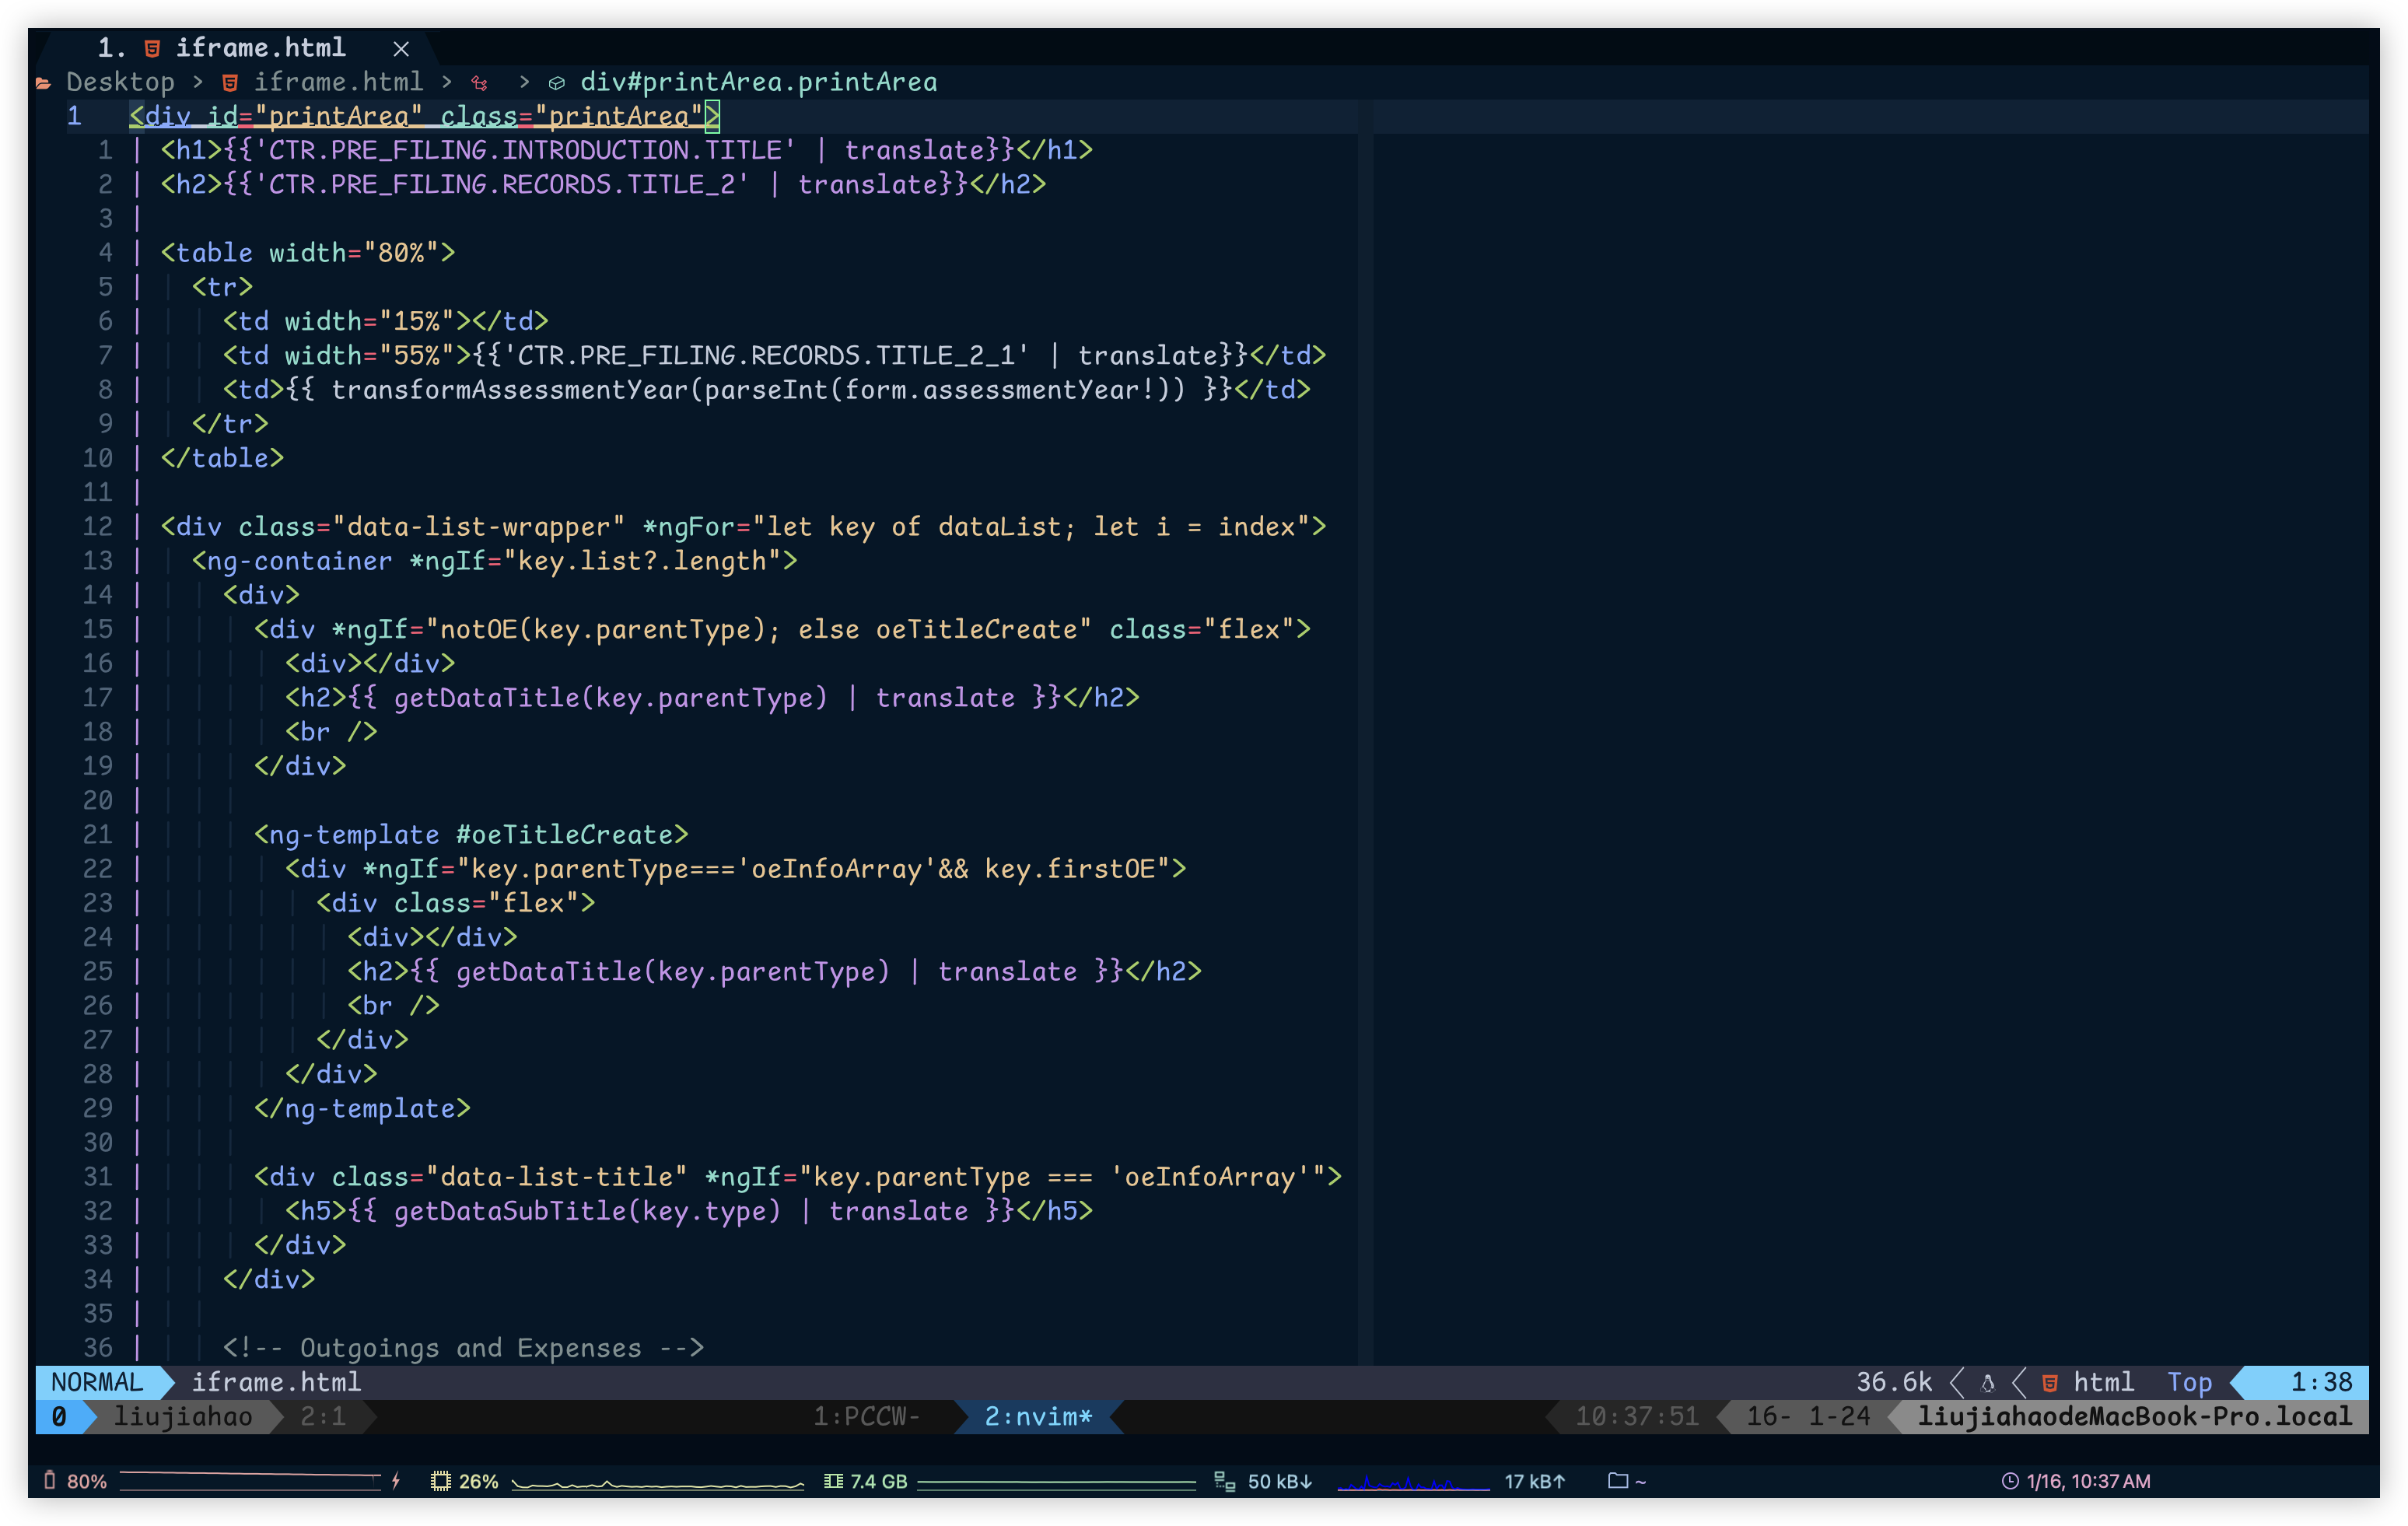 1. iframe.html ×
Desktop > iframe.html > > div#printArea.printArea
1 <div id="printArea" class="printArea">
1 <h1>{{'CTR.PRE_FILING.INTRODUCTION.TITLE' | translate}}</h1>
2 <h2>{{'CTR.PRE_FILING.RECORDS.TITLE_2' | translate}}</h2>
3
4 <table width="80%">
5 <tr>
6 <td width="15%"></td>
7 <td width="55%">{{'CTR.PRE_FILING.RECORDS.TITLE_2_1' | translate}}</td>
8 <td>{{ transformAssessmentYear(parseInt(form.assessmentYear!)) }}</td>
9 </tr>
10 </table>
11
12 <div class="data-list-wrapper" *ngFor="let key of dataList; let i = index">
13 <ng-container *ngIf="key.list?.length">
14 <div>
15 <div *ngIf="notOE(key.parentType); else oeTitleCreate" class="flex">
16 <div></div>
17 <h2>{{ getDataTitle(key.parentType) | translate }}</h2>
18 <br />
19 </div>
20
21 <ng-template #oeTitleCreate>
22 <div *ngIf="key.parentType==='oeInfoArray'&& key.firstOE">
23 <div class="flex">
24 <div></div>
25 <h2>{{ getDataTitle(key.parentType) | translate }}</h2>
26 <br />
27 </div>
28 </div>
29 </ng-template>
30
31 <div class="data-list-title" *ngIf="key.parentType === 'oeInfoArray'">
32 <h5>{{ getDataSubTitle(key.type) | translate }}</h5>
33 </div>
34 </div>
35
36 <!-- Outgoings and Expenses -->
NORMAL iframe.html 36.6k html Top 1:38
0 liujiahao 2:1 1:PCCW- 2:nvim* 10:37:51 16- 1-24 liujiahaodeMacBook-Pro.local
80% 26% 7.4 GB 50 kB↓ 17 kB↑ ~ 1/16, 10:37 AM